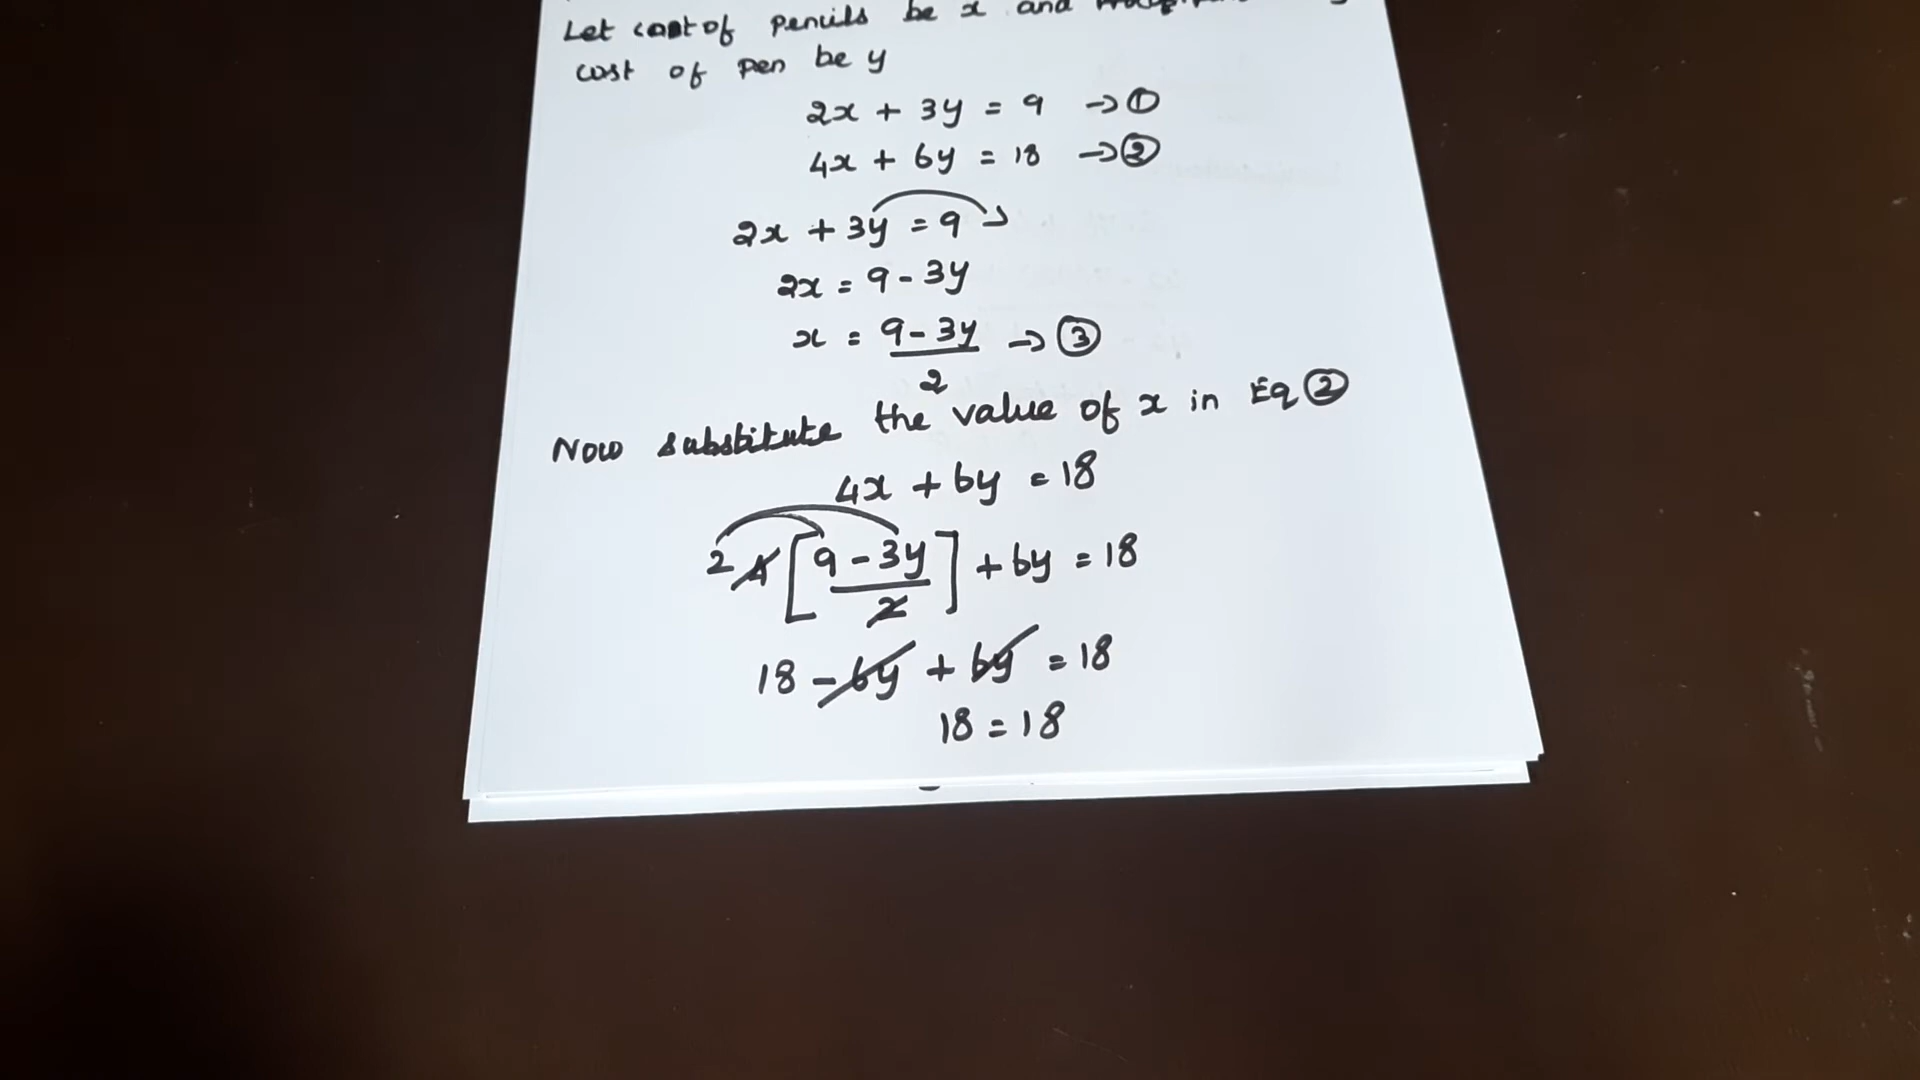 Let cost of pencils be x and
cost of pen be y
2x + 3y = 9 → ①
4x + 6y = 18 → ②
2x + 3y = 9
2x = 9 - 3y
x = 9 - 3y → ③
2
Now substitute the value of x in Eq ②
4x + 6y = 18
2 4 [9 - 3y] + 6y = 18
2
18 - 6y + 6y = 18
18 = 18